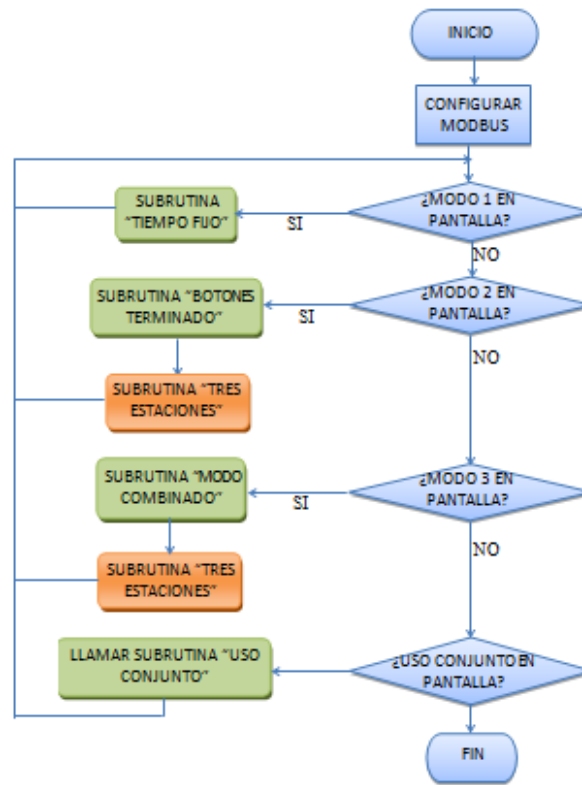 INICIO
CONFIGURAR
MODBUS
¿MODO 1 EN
PANTALLA?
SI
SUBRUTINA
“TIEMPO FIJO”
NO
¿MODO 2 EN
PANTALLA?
SI
SUBRUTINA “BOTONES
TERMINADO”
NO
SUBRUTINA “TRES
ESTACIONES”
¿MODO 3 EN
PANTALLA?
SI
SUBRUTINA “MODO
COMBINADO”
NO
SUBRUTINA “TRES
ESTACIONES”
¿USO CONJUNTO EN
PANTALLA?
LLAMAR SUBRUTINA “USO
CONJUNTO”
FIN